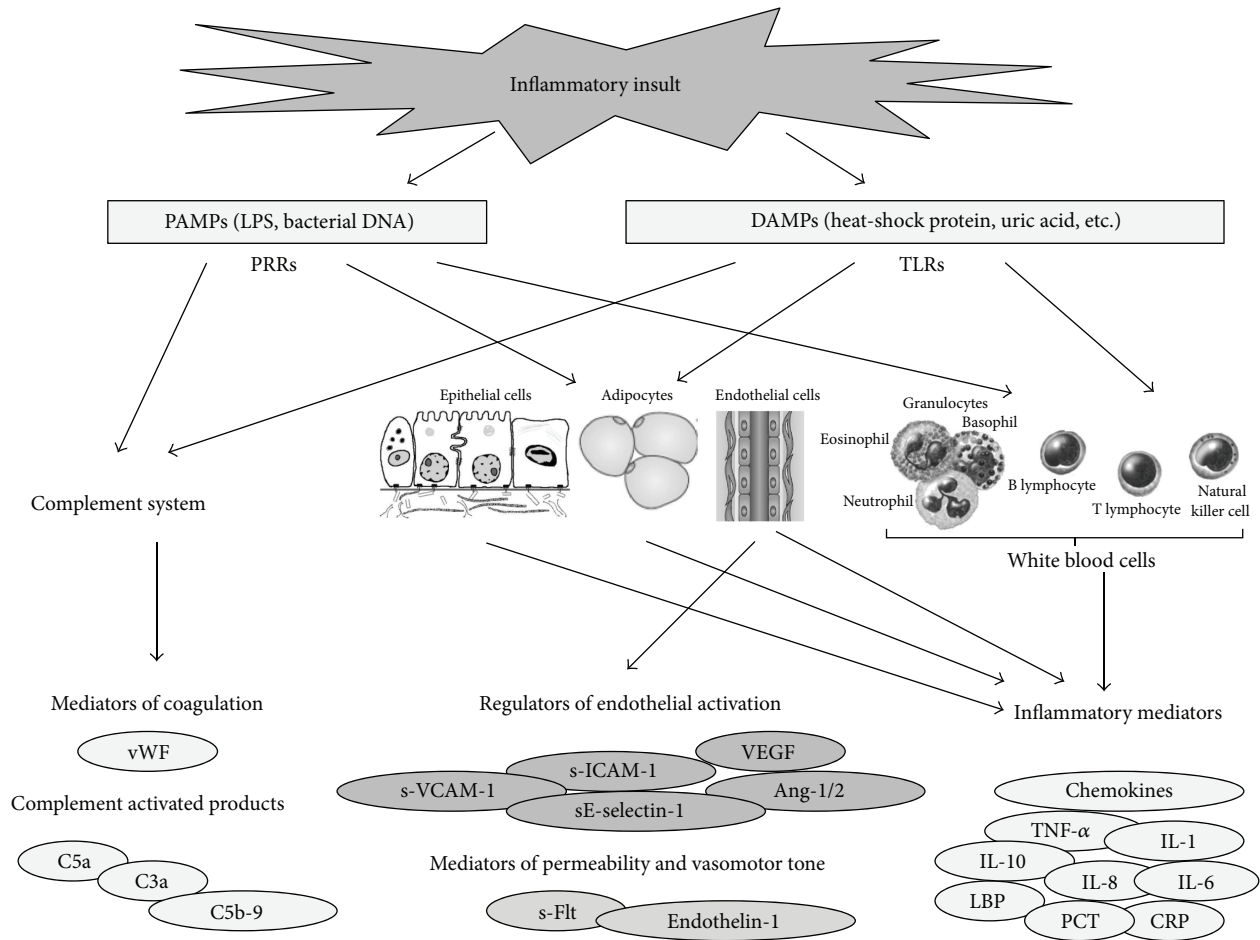 Inflammatory insult
PAMPs (LPS, bacterial DNA)
DAMPs (heat-shock protein, uric acid, etc.)
PRRs
TLRs
Epithelial cells
Adipocytes
Endothelial cells
Granulocytes
Basophil
Eosinophil
Neutrophil
B lymphocyte
T lymphocyte
Natural
killer cell
White blood cells
Complement system
Mediators of coagulation
vWF
Complement activated products
C5a
C3a
C5b-9
Regulators of endothelial activation
VEGF
s-ICAM-1
s-VCAM-1
Ang-1/2
sE-selectin-1
Mediators of permeability and vasomotor tone
s-Flt
Endothelin-1
Inflammatory mediators
Chemokines
TNF-α
IL-1
IL-10
IL-8
IL-6
LBP
PCT
CRP